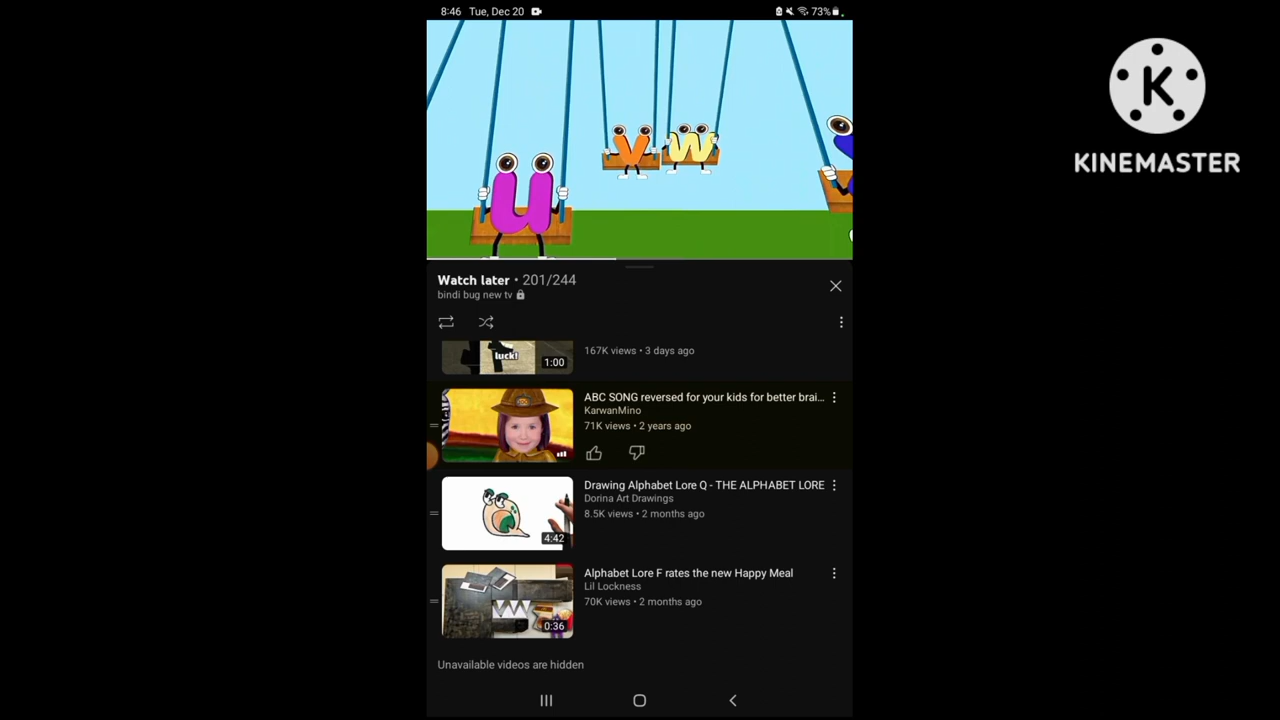 8:46 Tue, Dec 20
73%
K
KINEMASTER
u
v
w
Watch later • 201/244
bindi bug new tv
luck!
1:00
167K views • 3 days ago
ABC SONG reversed for your kids for better brai...
KarwanMino
71K views • 2 years ago
4:42
Drawing Alphabet Lore Q - THE ALPHABET LORE
Dorina Art Drawings
8.5K views • 2 months ago
0:36
Alphabet Lore F rates the new Happy Meal
Lil Lockness
70K views • 2 months ago
Unavailable videos are hidden